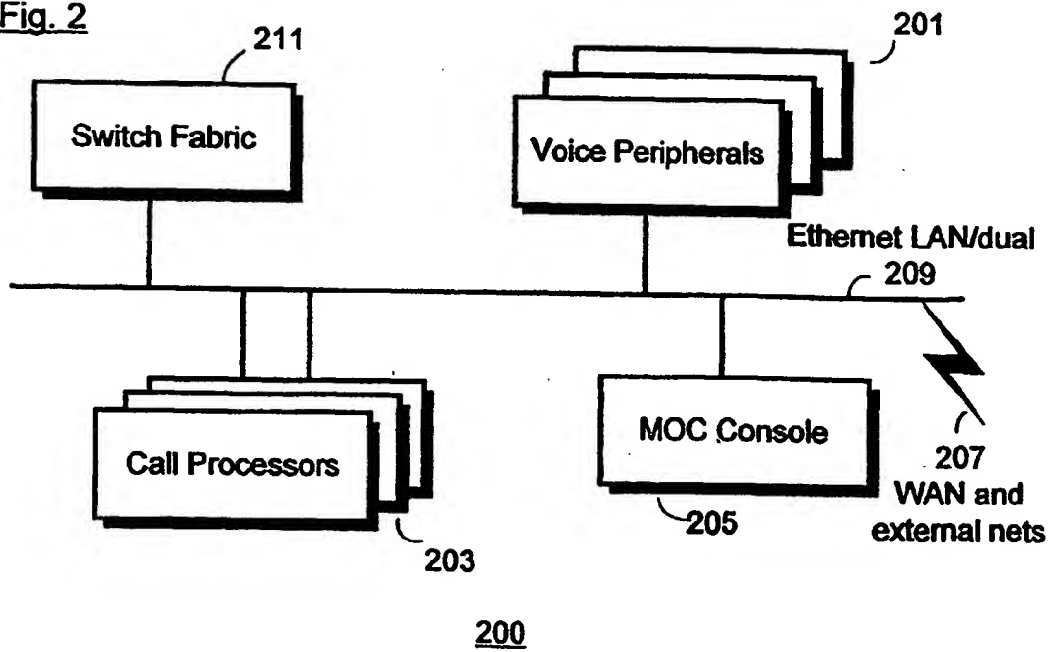 Fig. 2
211
201
Switch Fabric
Voice Peripherals
Ethernet LAN/dual
209
Call Processors
MOC Console
203
205
207
WAN and
external nets
200